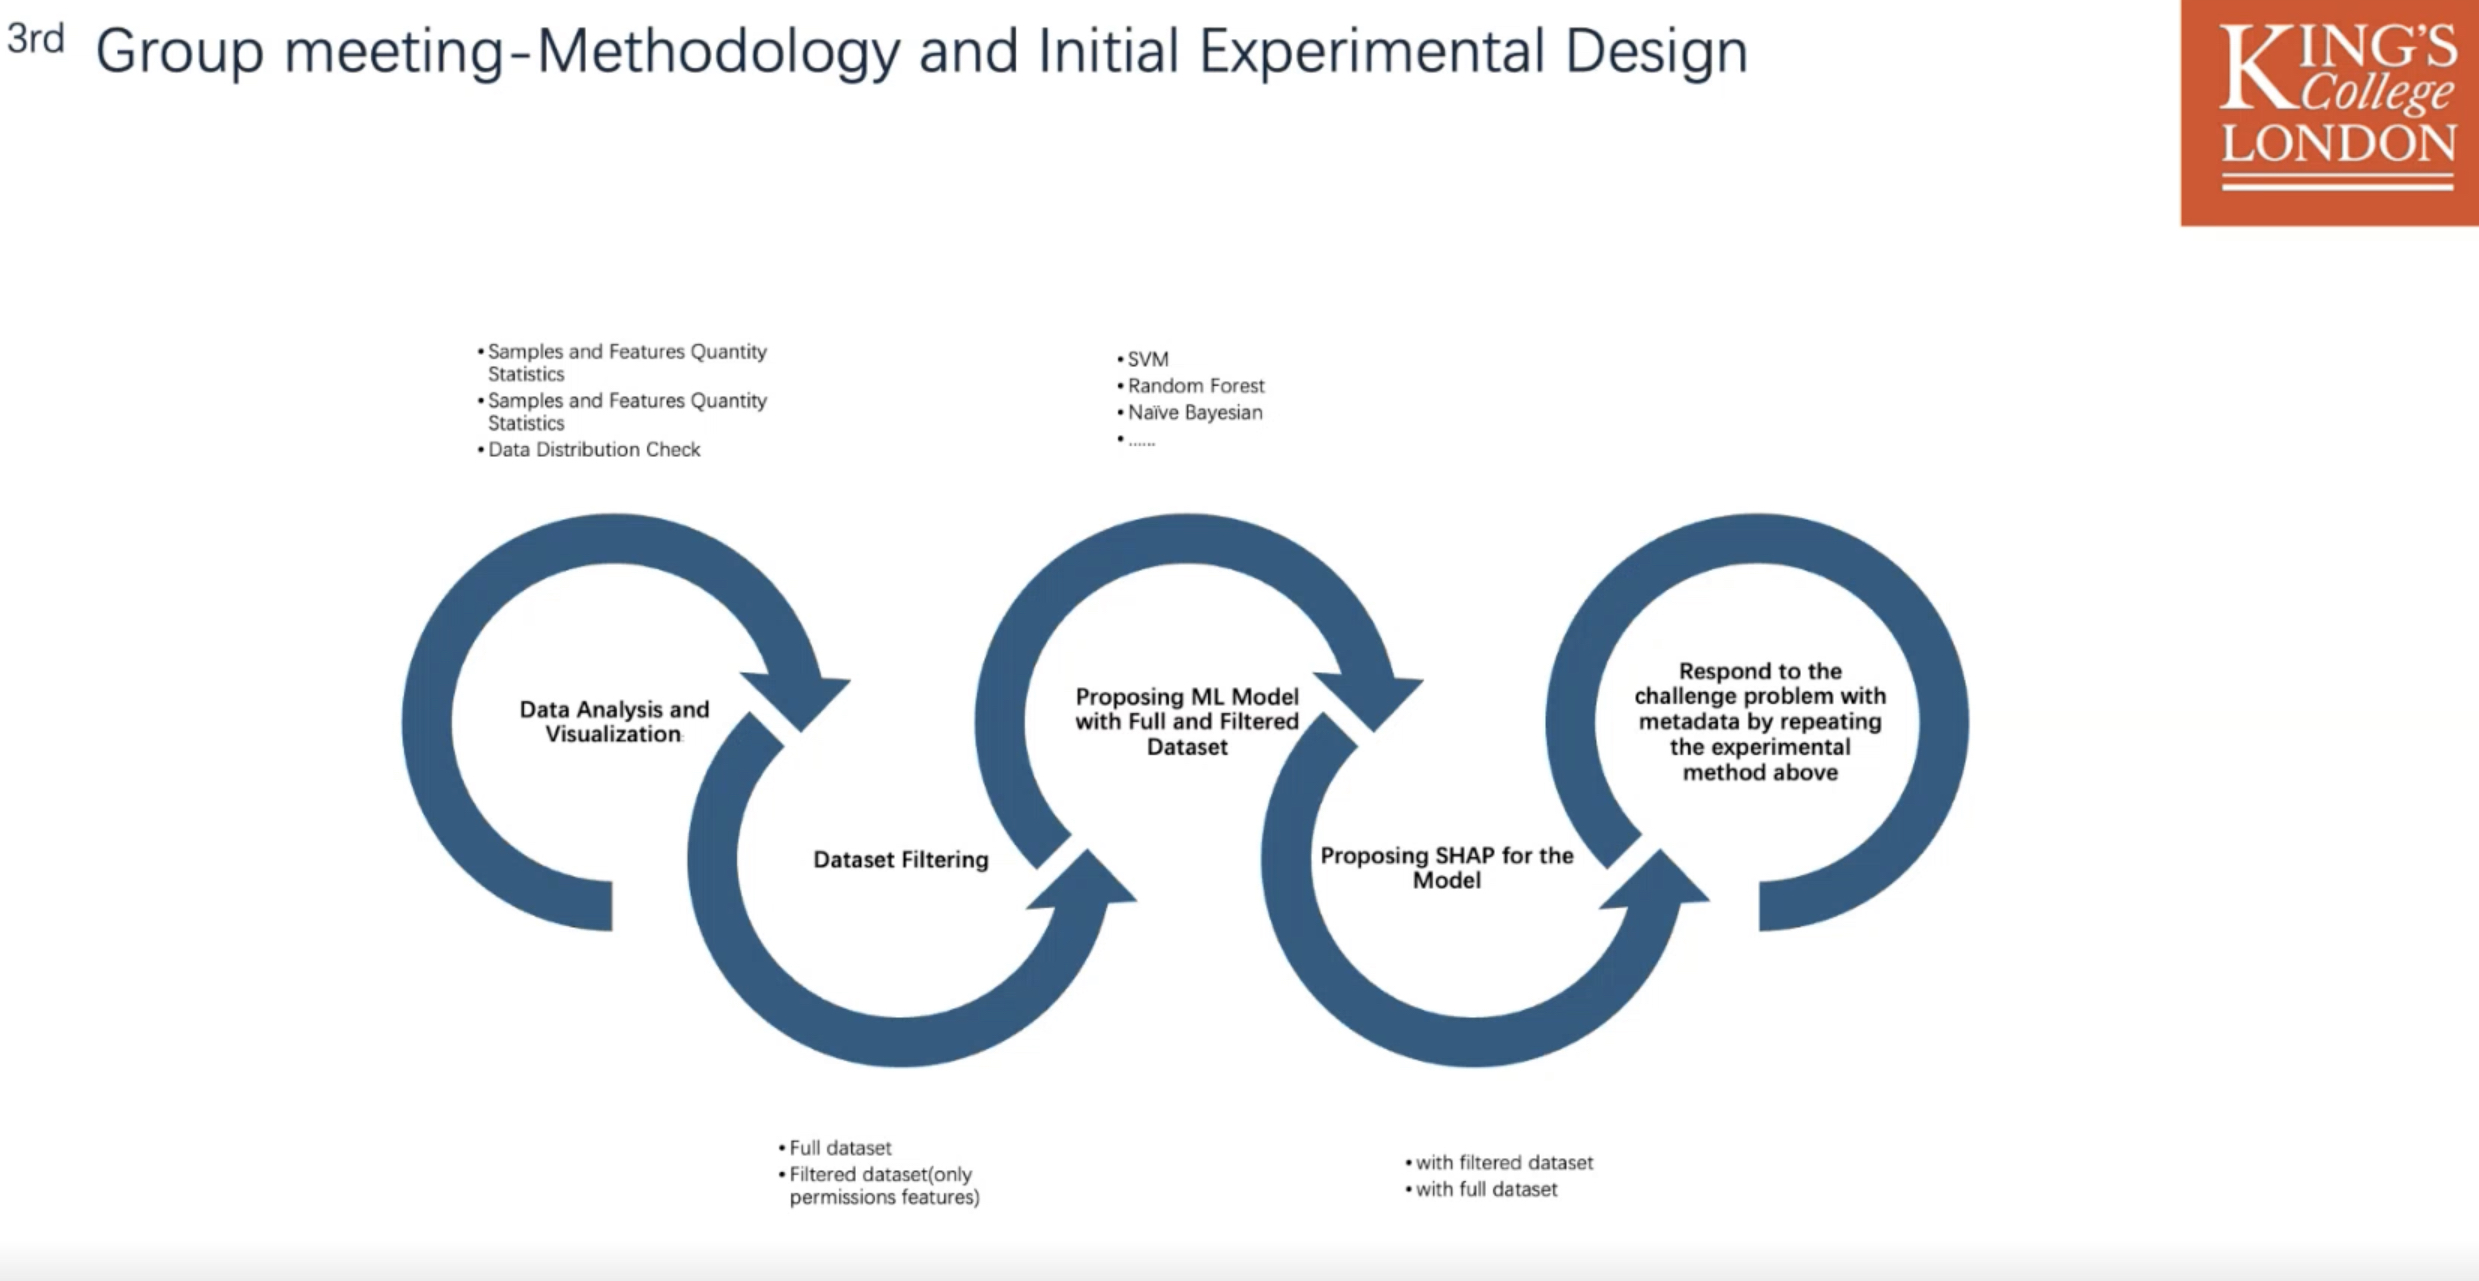 3rd Group meeting-Methodology and Initial Experimental Design
KING'S
College
LONDON
• Samples and Features Quantity
Statistics
• Samples and Features Quantity
Statistics
• Data Distribution Check
• SVM
• Random Forest
• Naïve Bayesian
• ......
Data Analysis and
Visualization
Dataset Filtering
Proposing ML Model
with Full and Filtered
Dataset
Proposing SHAP for the
Model
Respond to the
challenge problem with
metadata by repeating
the experimental
method above
• Full dataset
• Filtered dataset(only
permissions features)
• with filtered dataset
• with full dataset